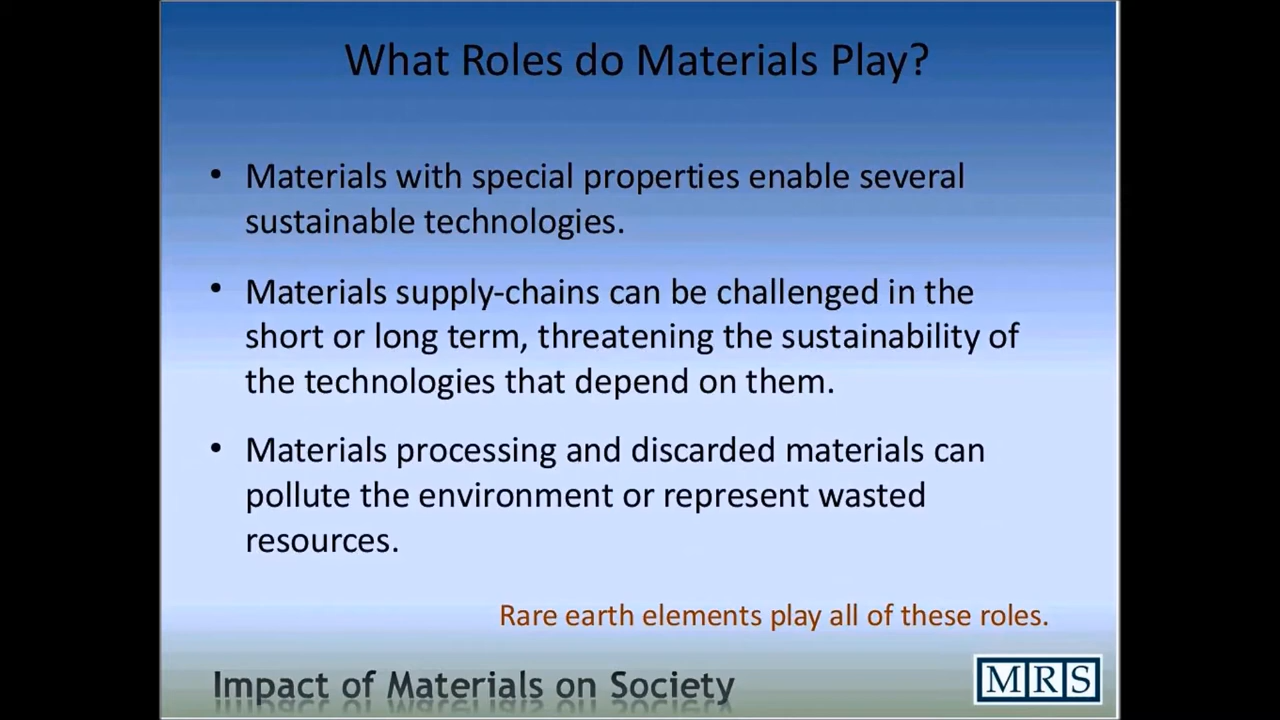 What Roles do Materials Play?
• Materials with special properties enable several
sustainable technologies.
• Materials supply-chains can be challenged in the
short or long term, threatening the sustainability of
the technologies that depend on them.
• Materials processing and discarded materials can
pollute the environment or represent wasted
resources.
Rare earth elements play all of these roles.
Impact of Materials on Society
MRS